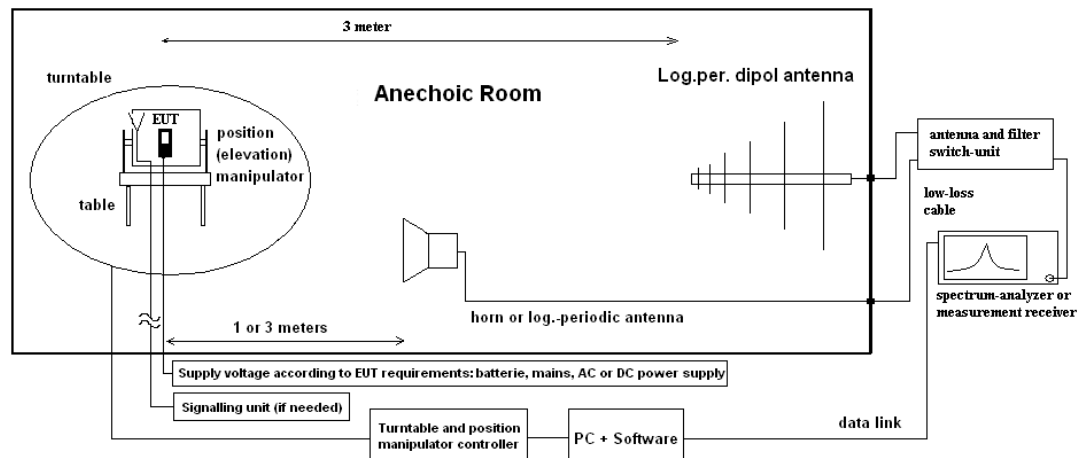 3 meter
turntable
Log.per. dipol antenna
Anechoic Room
EUT
position
(elevation)
manipulator
table
antenna and filter
switch-unit
low-loss
cable
spectrum-analyzer or
measurement receiver
horn or log.-periodic antenna
1 or 3 meters
Supply voltage according to EUT requirements: batterie, mains, AC or DC power supply
Signalling unit (if needed)
Turntable and position
manipulator controller
PC + Software
data link